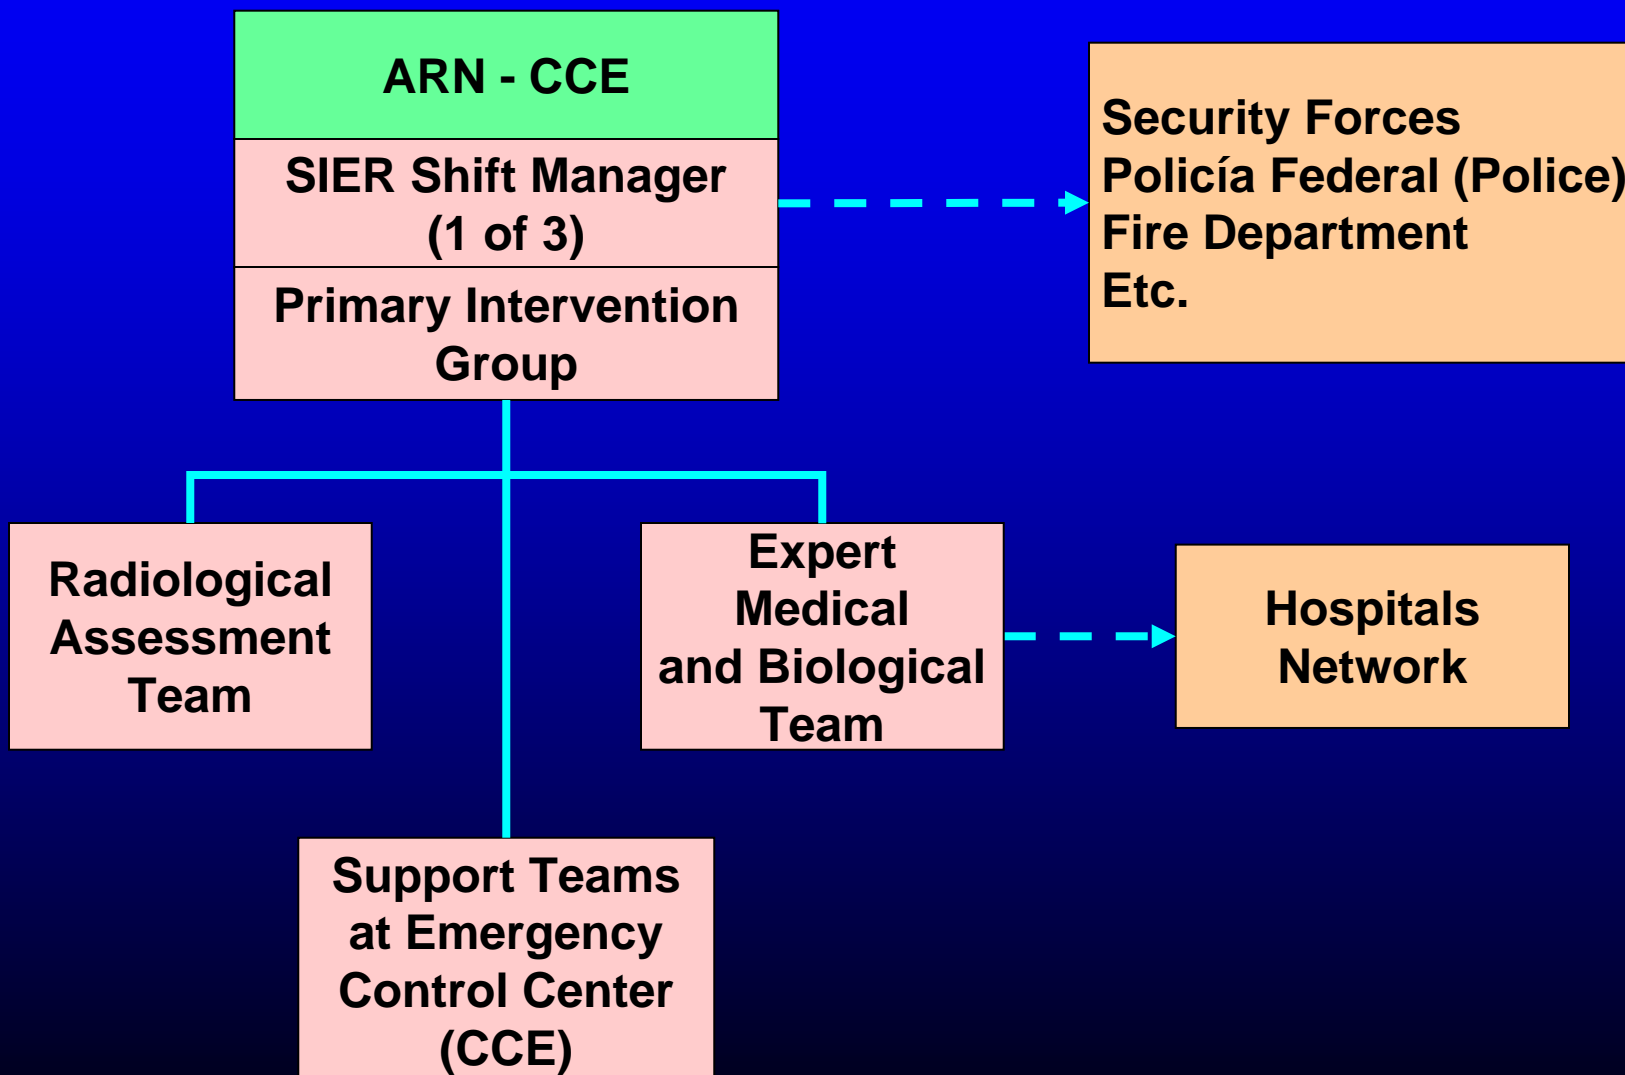 ARN - CCE
SIER Shift Manager
(1 of 3)
Primary Intervention
Group
Security Forces
Policía Federal (Police)
Fire Department
Etc.
Radiological
Assessment
Team
Expert
Medical
and Biological
Team
Hospitals
Network
Support Teams
at Emergency
Control Center
(CCE)